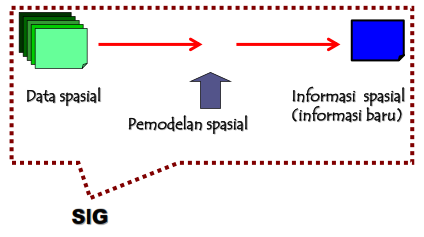 Data spasial
Pemodelan spasial
Informasi spasial
(informasi baru)
SIG